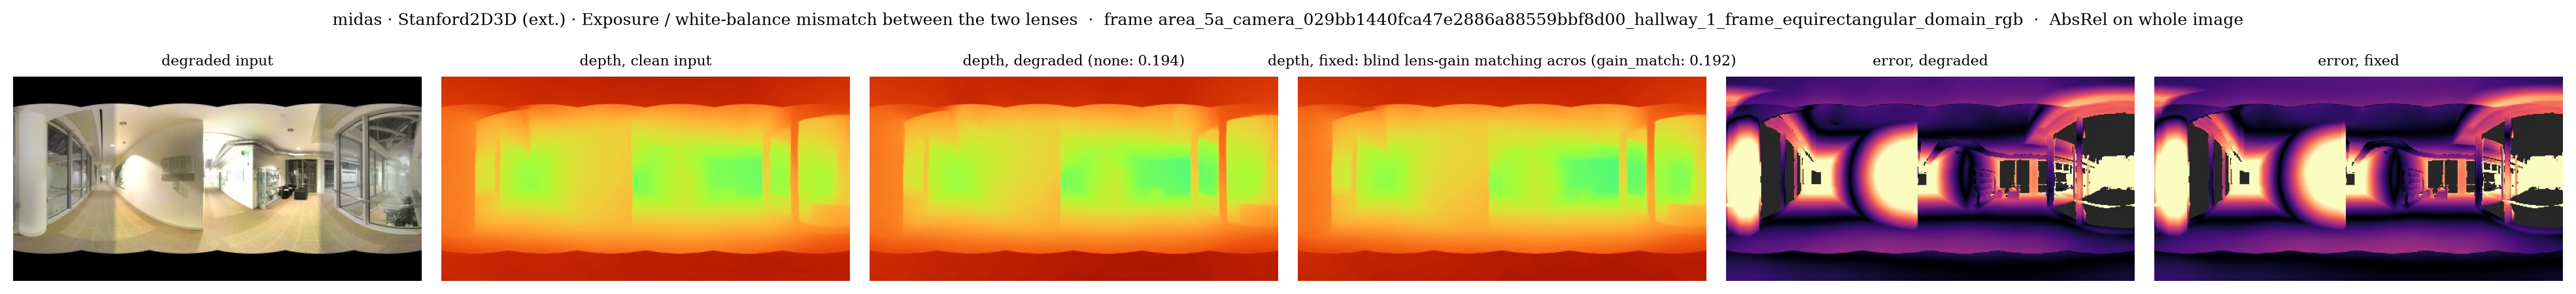 midas · Stanford2D3D (ext.) · Exposure / white-balance mismatch between the two lenses · frame area_5a_camera_029bb1440fca47e2886a88559bbf8d00_hallway_1_frame_equirectangular_domain_rgb · AbsRel on whole image
degraded input
depth, clean input
depth, degraded (none: 0.194)
depth, fixed: blind lens-gain matching acros (gain_match: 0.192)
error, degraded
error, fixed